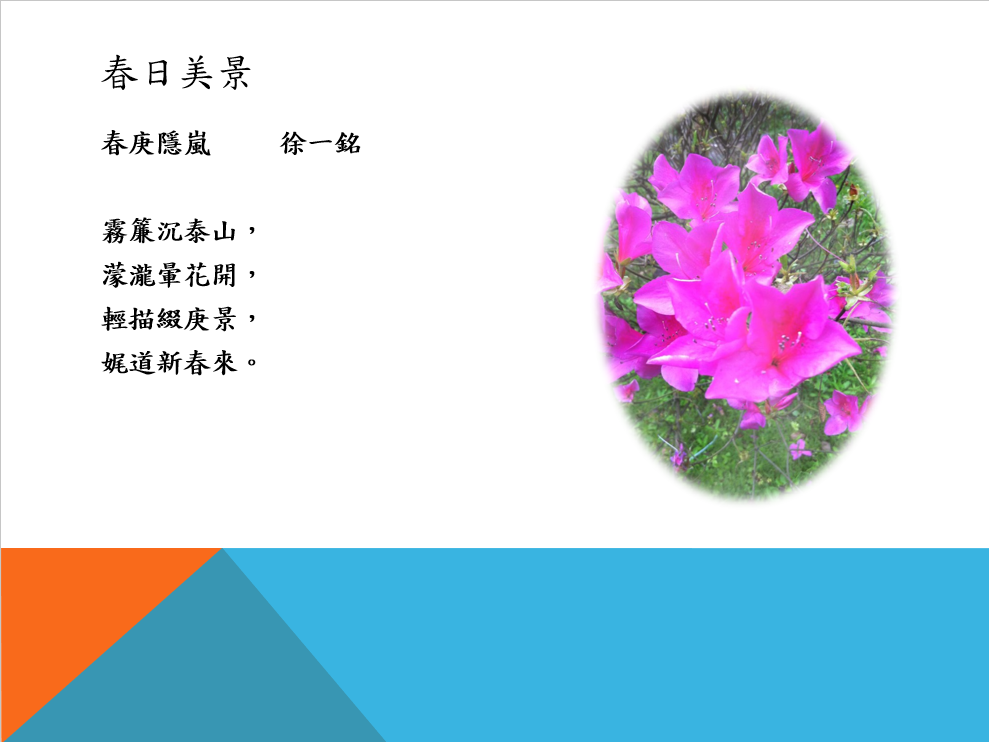 春日美景
春庚隱嵐 徐一銘
霧簾沉泰山，
濛瀧暈花開，
輕描綴庚景，
娓道新春來。